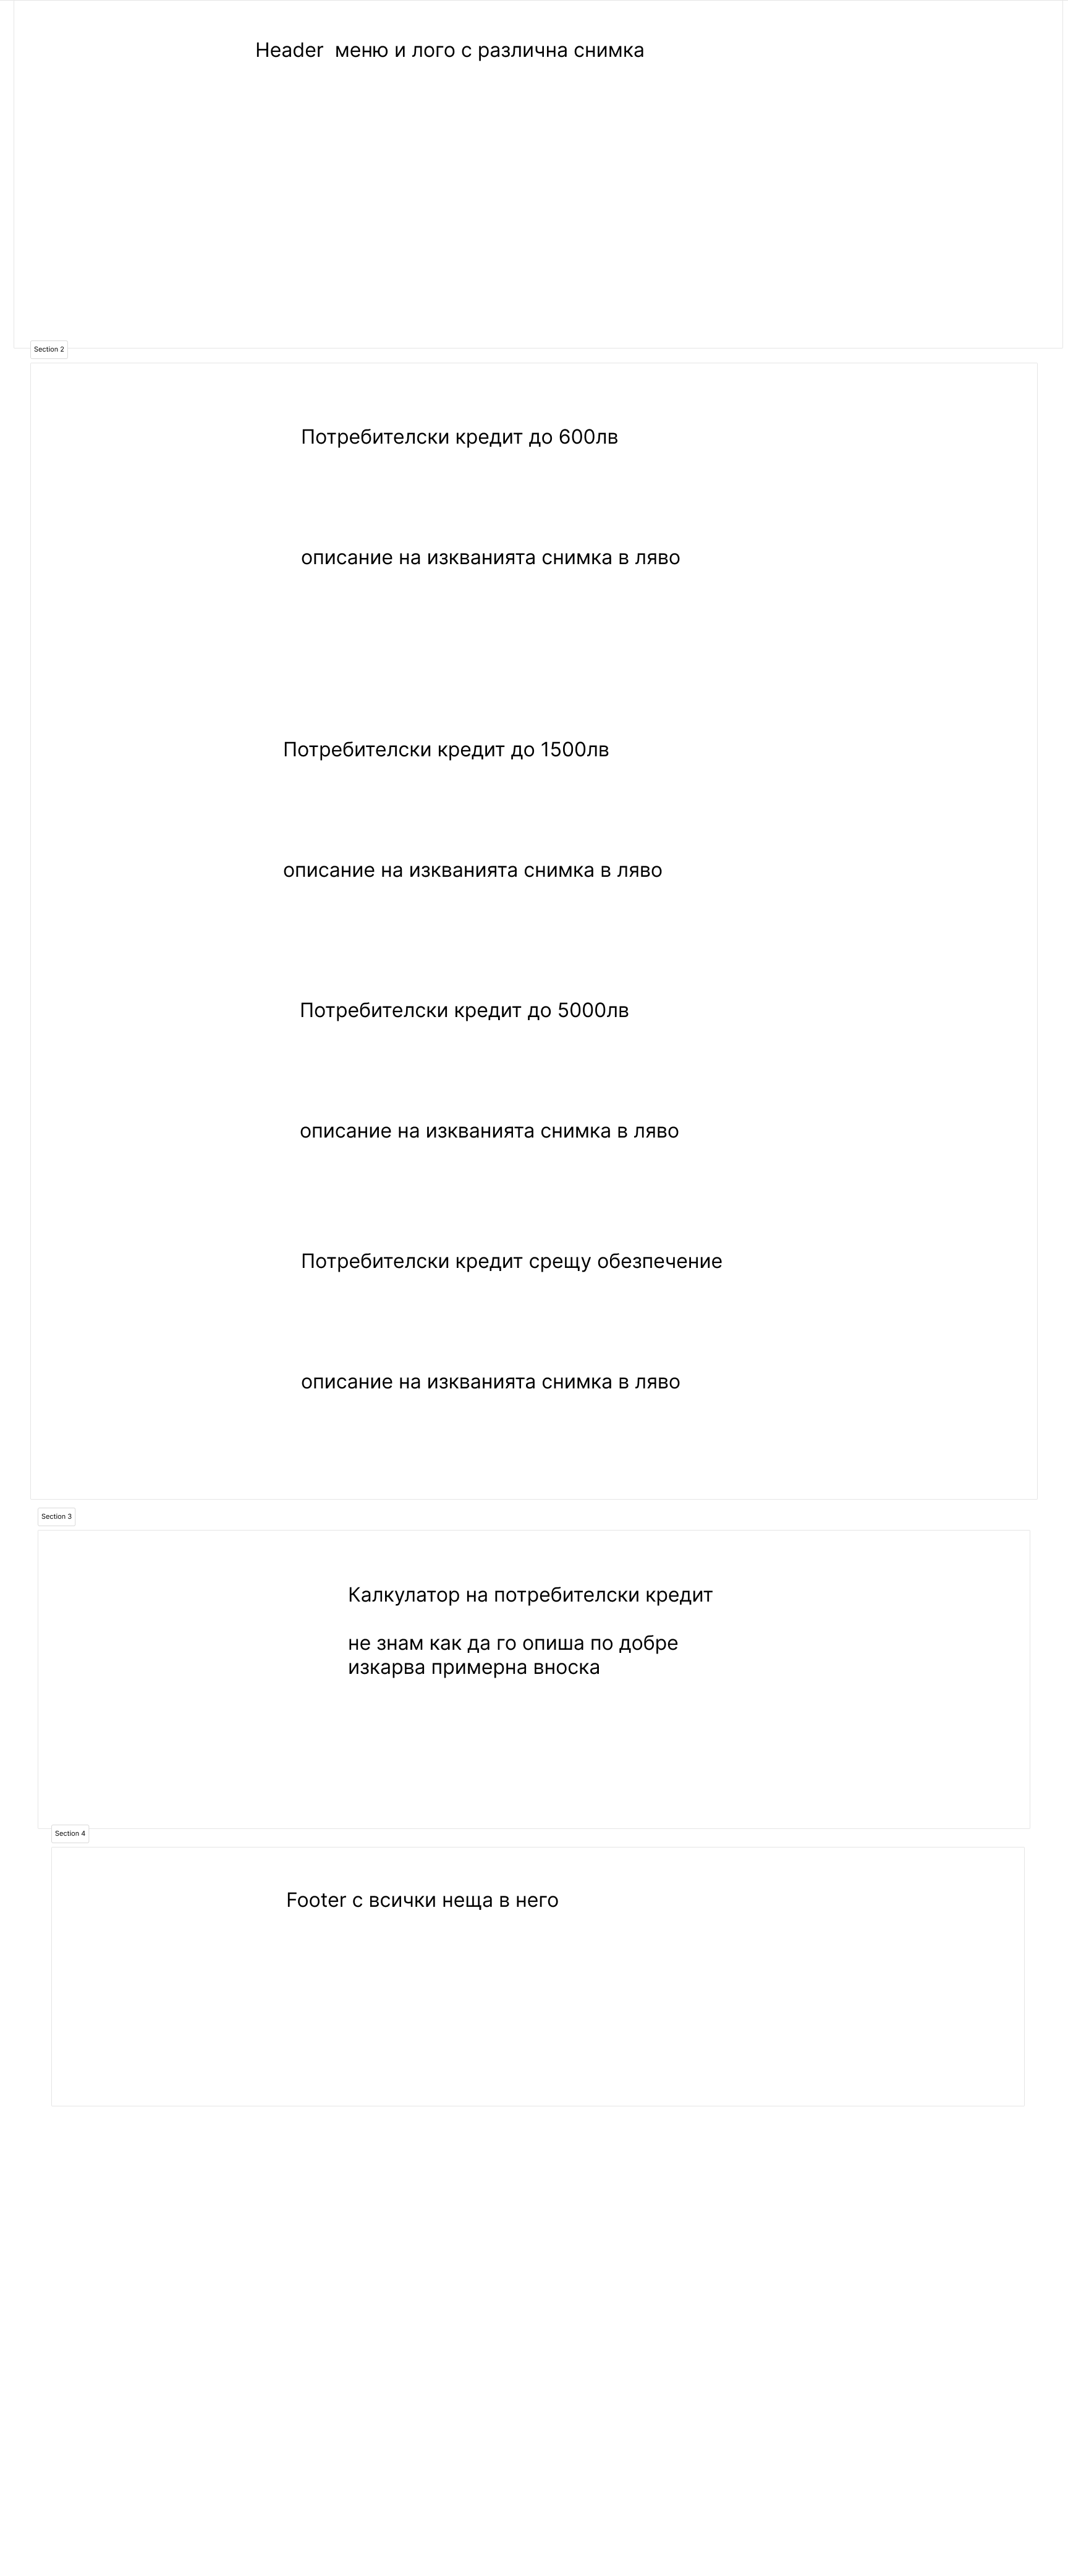 Header  меню и лого с различна снимка
Section 2
Потребителски кредит до 600лв
описание на изкванията снимка в ляво
Потребителски кредит до 1500лв
описание на изкванията снимка в ляво
Потребителски кредит до 5000лв
описание на изкванията снимка в ляво
Потребителски кредит срещу обезпечение
описание на изкванията снимка в ляво
Section 3
Калкулатор на потребителски кредит
не знам как да го опиша по добре
изкарва примерна вноска
Section 4
Footer с всички неща в него